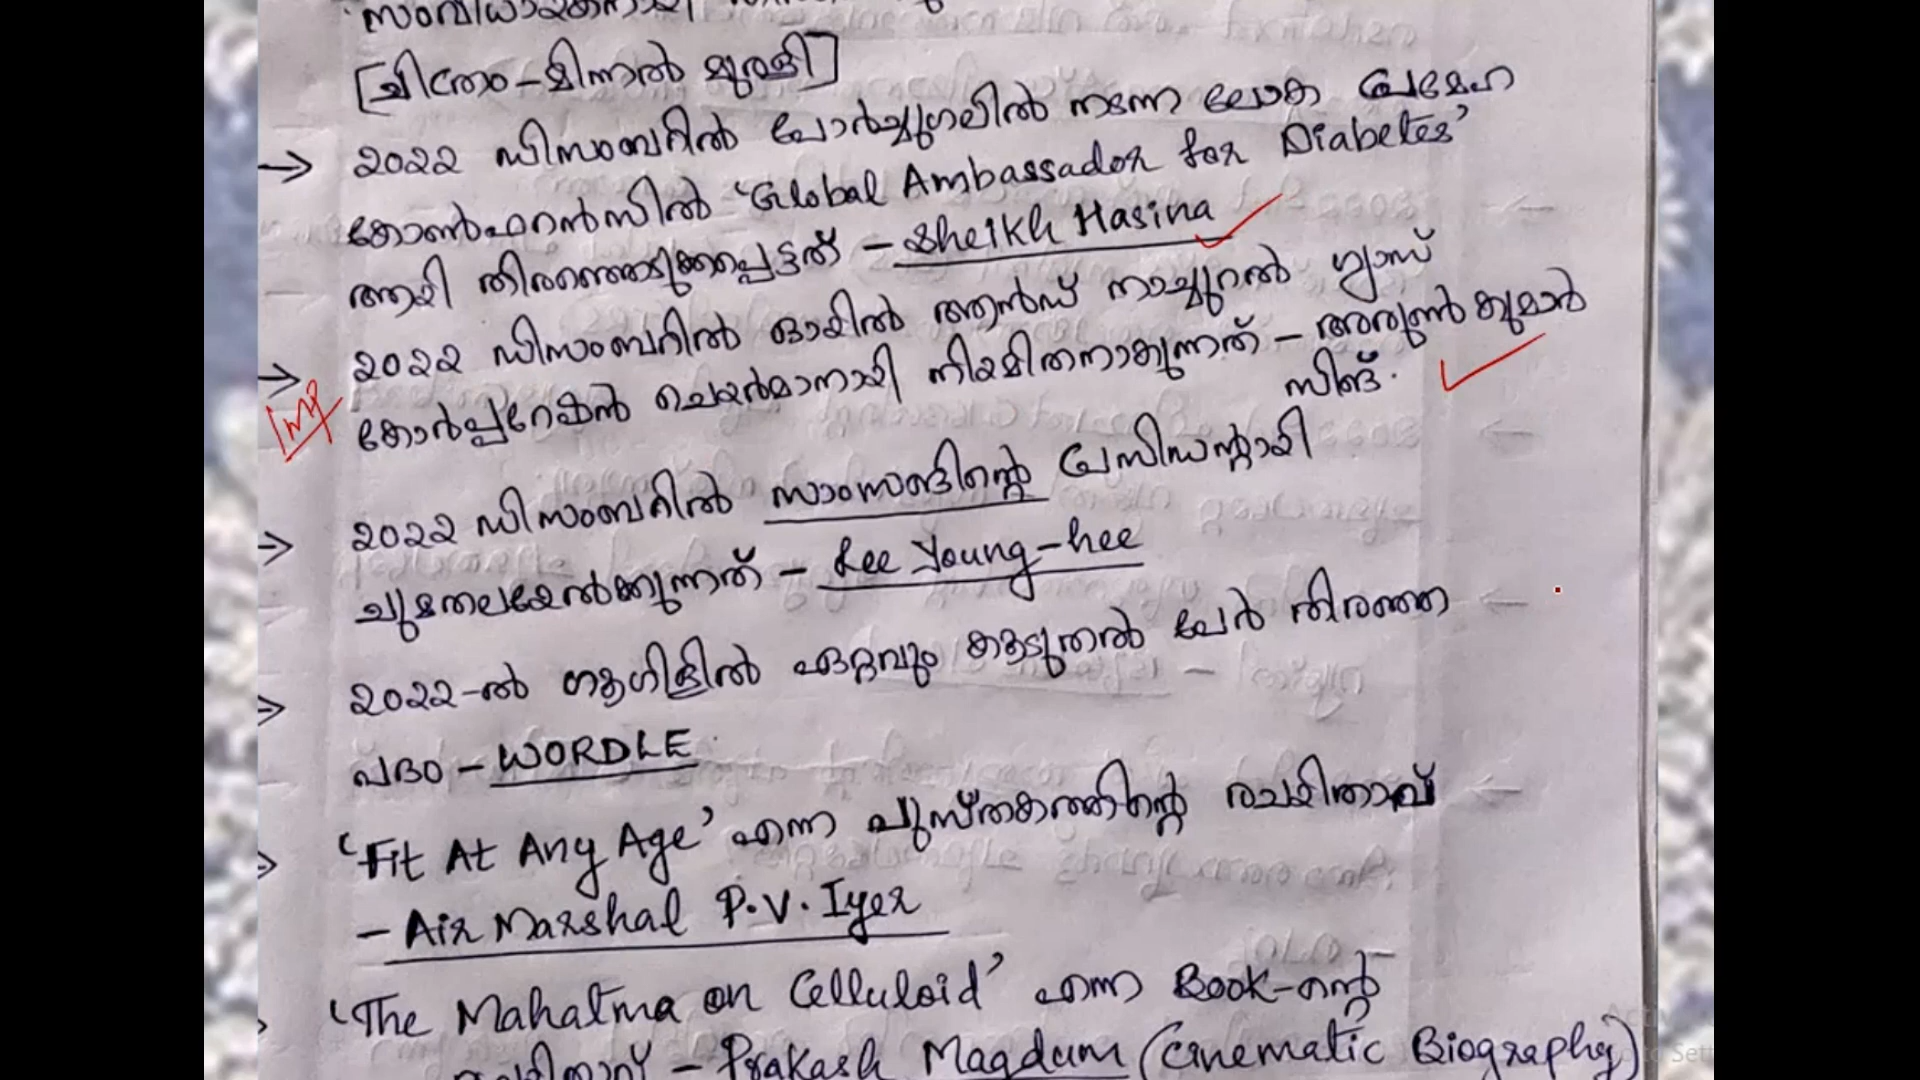 [ചിത്രം-മിന്നൽ മുരളി]
→ 2022 ഡിസംബറിൽ പോർച്ചുഗലിൽ നടന്ന ലോക പ്രമേഹ
കോൺഫറൻസിൽ 'Global Ambassador for Diabetes'
ആയി തിരഞ്ഞെടുക്കപ്പെട്ടത് - Sheikh Hasina
→ 2022 ഡിസംബറിൽ ഓയിൽ ആൻഡ് നാച്ചുറൽ ഗ്യാസ്
Imp കോർപ്പറേഷൻ ചെയർമാനായി നിയമിതനാകുന്നത് - അരുൺ കുമാർ
സിങ്.
→ 2022 ഡിസംബറിൽ സാംസങിന്റെ പ്രസിഡന്റായി
ചുമതലയേൽക്കുന്നത് - Lee Young-hee
→ 2022-ൽ ഗൂഗിളിൽ ഏറ്റവും കൂടുതൽ പേർ തിരഞ്ഞ
പദം - WORDLE
'Fit At Any Age' എന്ന പുസ്തകത്തിന്റെ രചയിതാവ്
- Air Marshal P.V. Iyer
'The Mahatma on Celluloid' എന്ന Book-ന്റെ
- Prakash Magdum (Cinematic Biography)